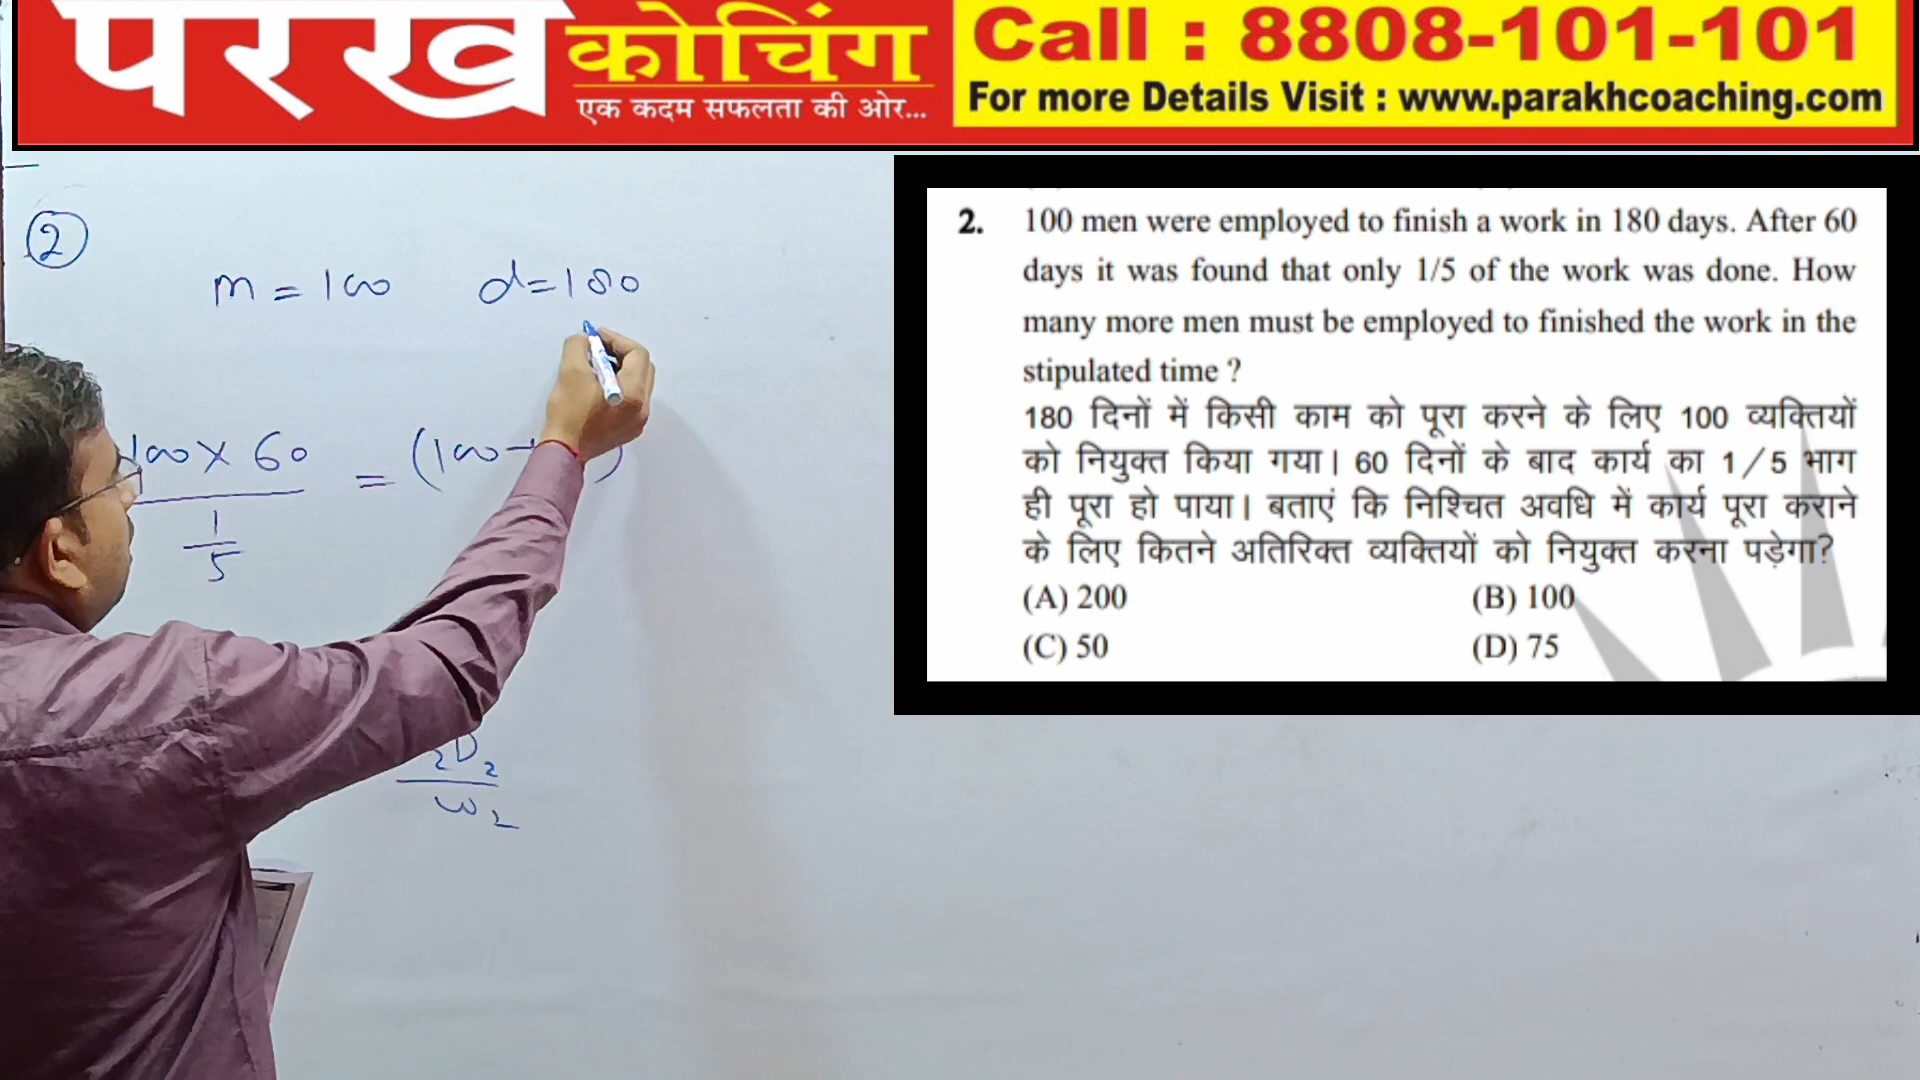 परख कोचिंग
एक कदम सफलता की ओर...
Call : 8808-101-101
For more Details Visit : www.parakhcoaching.com
2
m = 100 d=180
100 x 60 = (100+ )
1
5
2D2
w2
2. 100 men were employed to finish a work in 180 days. After 60
days it was found that only 1/5 of the work was done. How
many more men must be employed to finished the work in the
stipulated time ?
180 दिनों में किसी काम को पूरा करने के लिए 100 व्यक्तियों
को नियुक्त किया गया। 60 दिनों के बाद कार्य का 1/5 भाग
ही पूरा हो पाया। बताएं कि निश्चित अवधि में कार्य पूरा कराने
के लिए कितने अतिरिक्त व्यक्तियों को नियुक्त करना पड़ेगा?
(A) 200 (B) 100
(C) 50 (D) 75